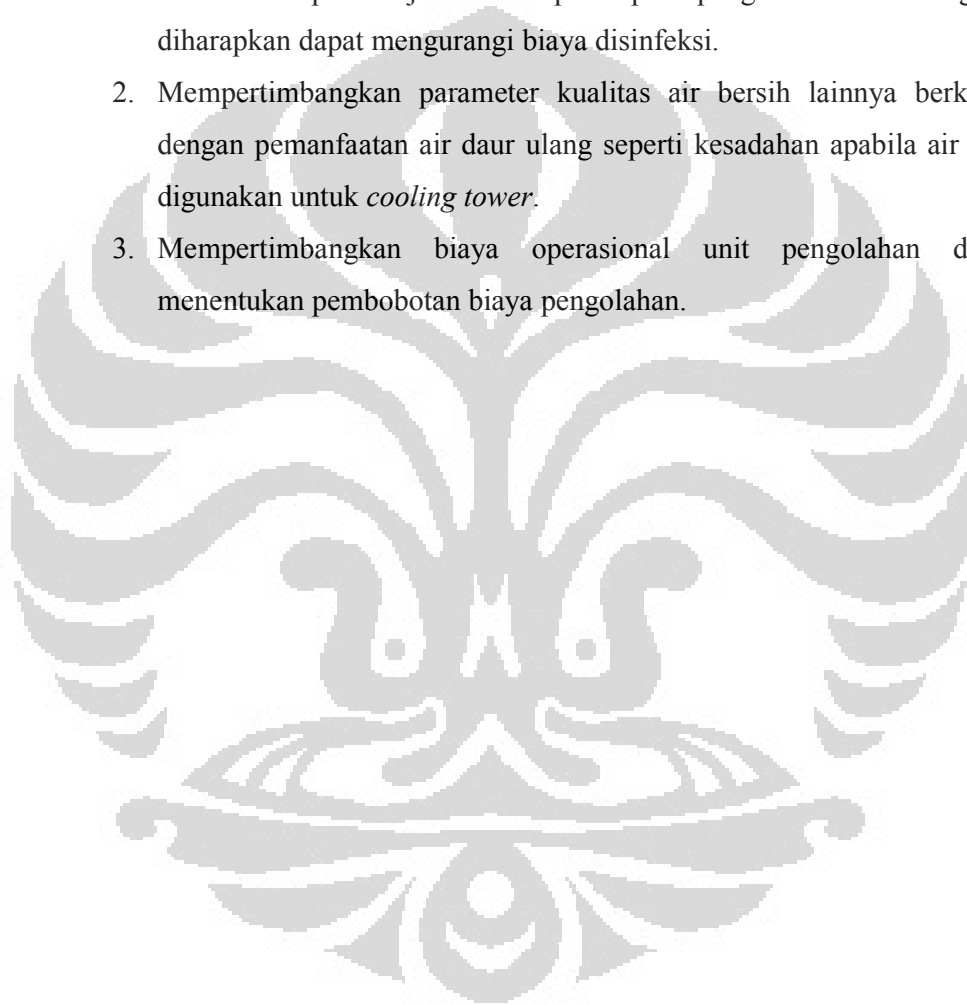 diharapkan dapat mengurangi biaya disinfeksi.
2. Mempertimbangkan parameter kualitas air bersih lainnya
dengan pemanfaatan air daur ulang seperti kesadahan apabila air
digunakan untuk cooling tower.
3. Mempertimbangkan biaya operasional unit pengolahan
menentukan pembobotan biaya pengolahan.